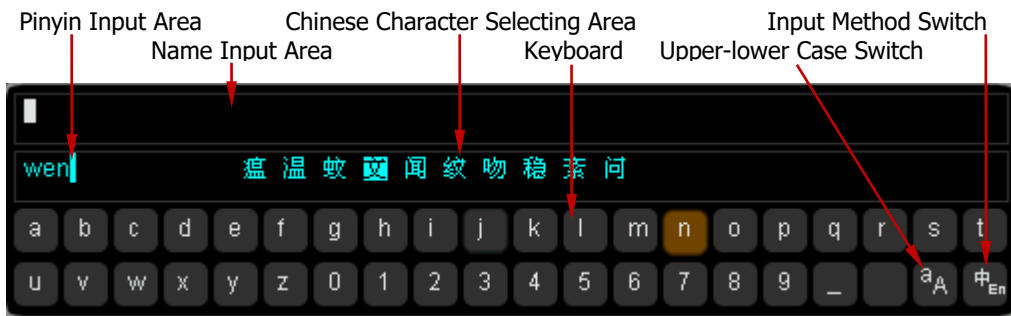 Pinyin Input Area Chinese Character Selecting Area Input Method Switch
Name Input Area Keyboard Upper-lower Case Switch
wen 瘟 温 蚊 文 闻 纹 吻 稳 紊 问
a b c d e f g h i j k l m n o p q r s t
u v w x y z 0 1 2 3 4 5 6 7 8 9 _ aA 中En